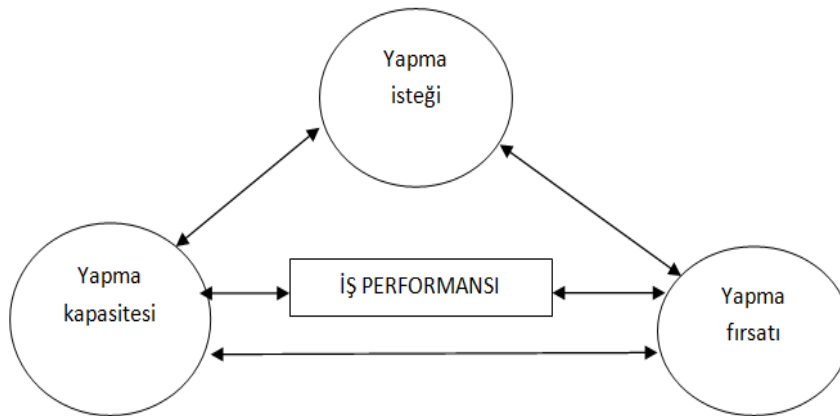 Yapma
isteği
Yapma
kapasitesi
İŞ PERFORMANSI
Yapma
fırsatı